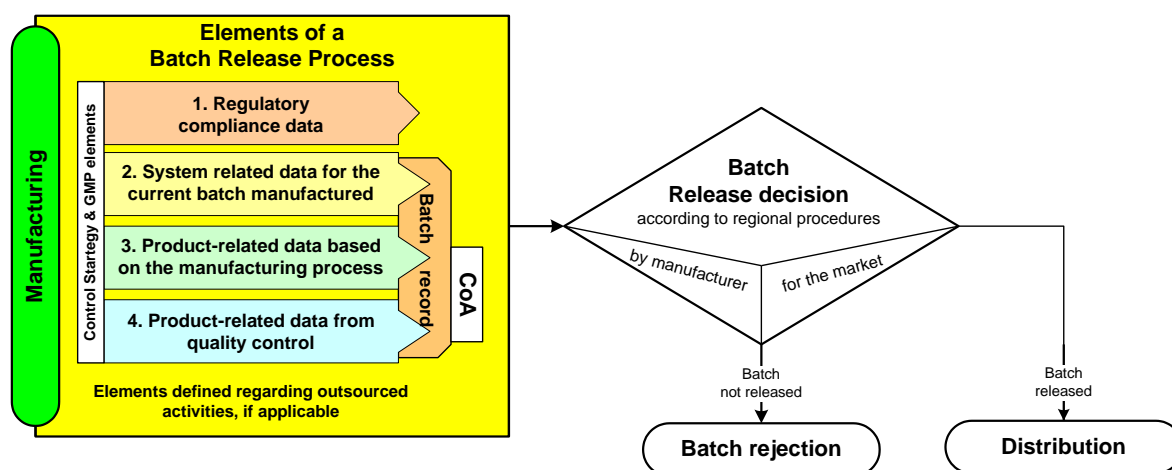 Manufacturing
Elements of a
Batch Release Process
Control Startegy & GMP elements
1. Regulatory
compliance data
2. System related data for the
current batch manufactured
3. Product-related data based
on the manufacturing process
4. Product-related data from
quality control
Batch record
CoA
Elements defined regarding outsourced
activities, if applicable
Batch
Release decision
according to regional procedures
by manufacturer
for the market
Batch
not released
Batch
released
Batch rejection
Distribution